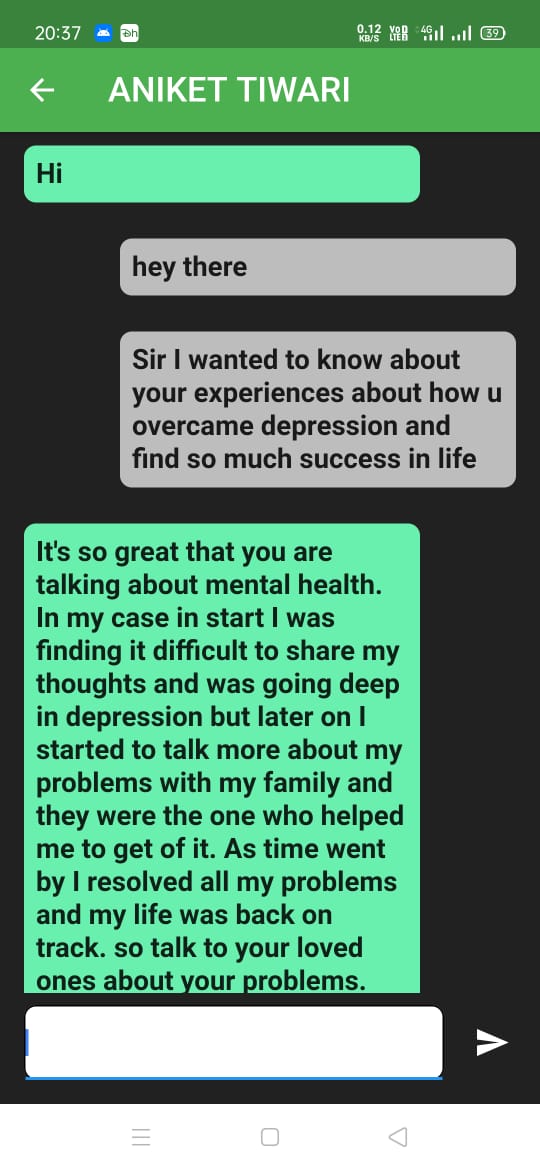 20:37
0.12 KB/S
VoD LTE
4G
39
ANIKET TIWARI
Hi
hey there
Sir I wanted to know about
your experiences about how u
overcame depression and
find so much success in life
It's so great that you are
talking about mental health.
In my case in start I was
finding it difficult to share my
thoughts and was going deep
in depression but later on I
started to talk more about my
problems with my family and
they were the one who helped
me to get of it. As time went
by I resolved all my problems
and my life was back on
track. so talk to your loved
ones about your problems.